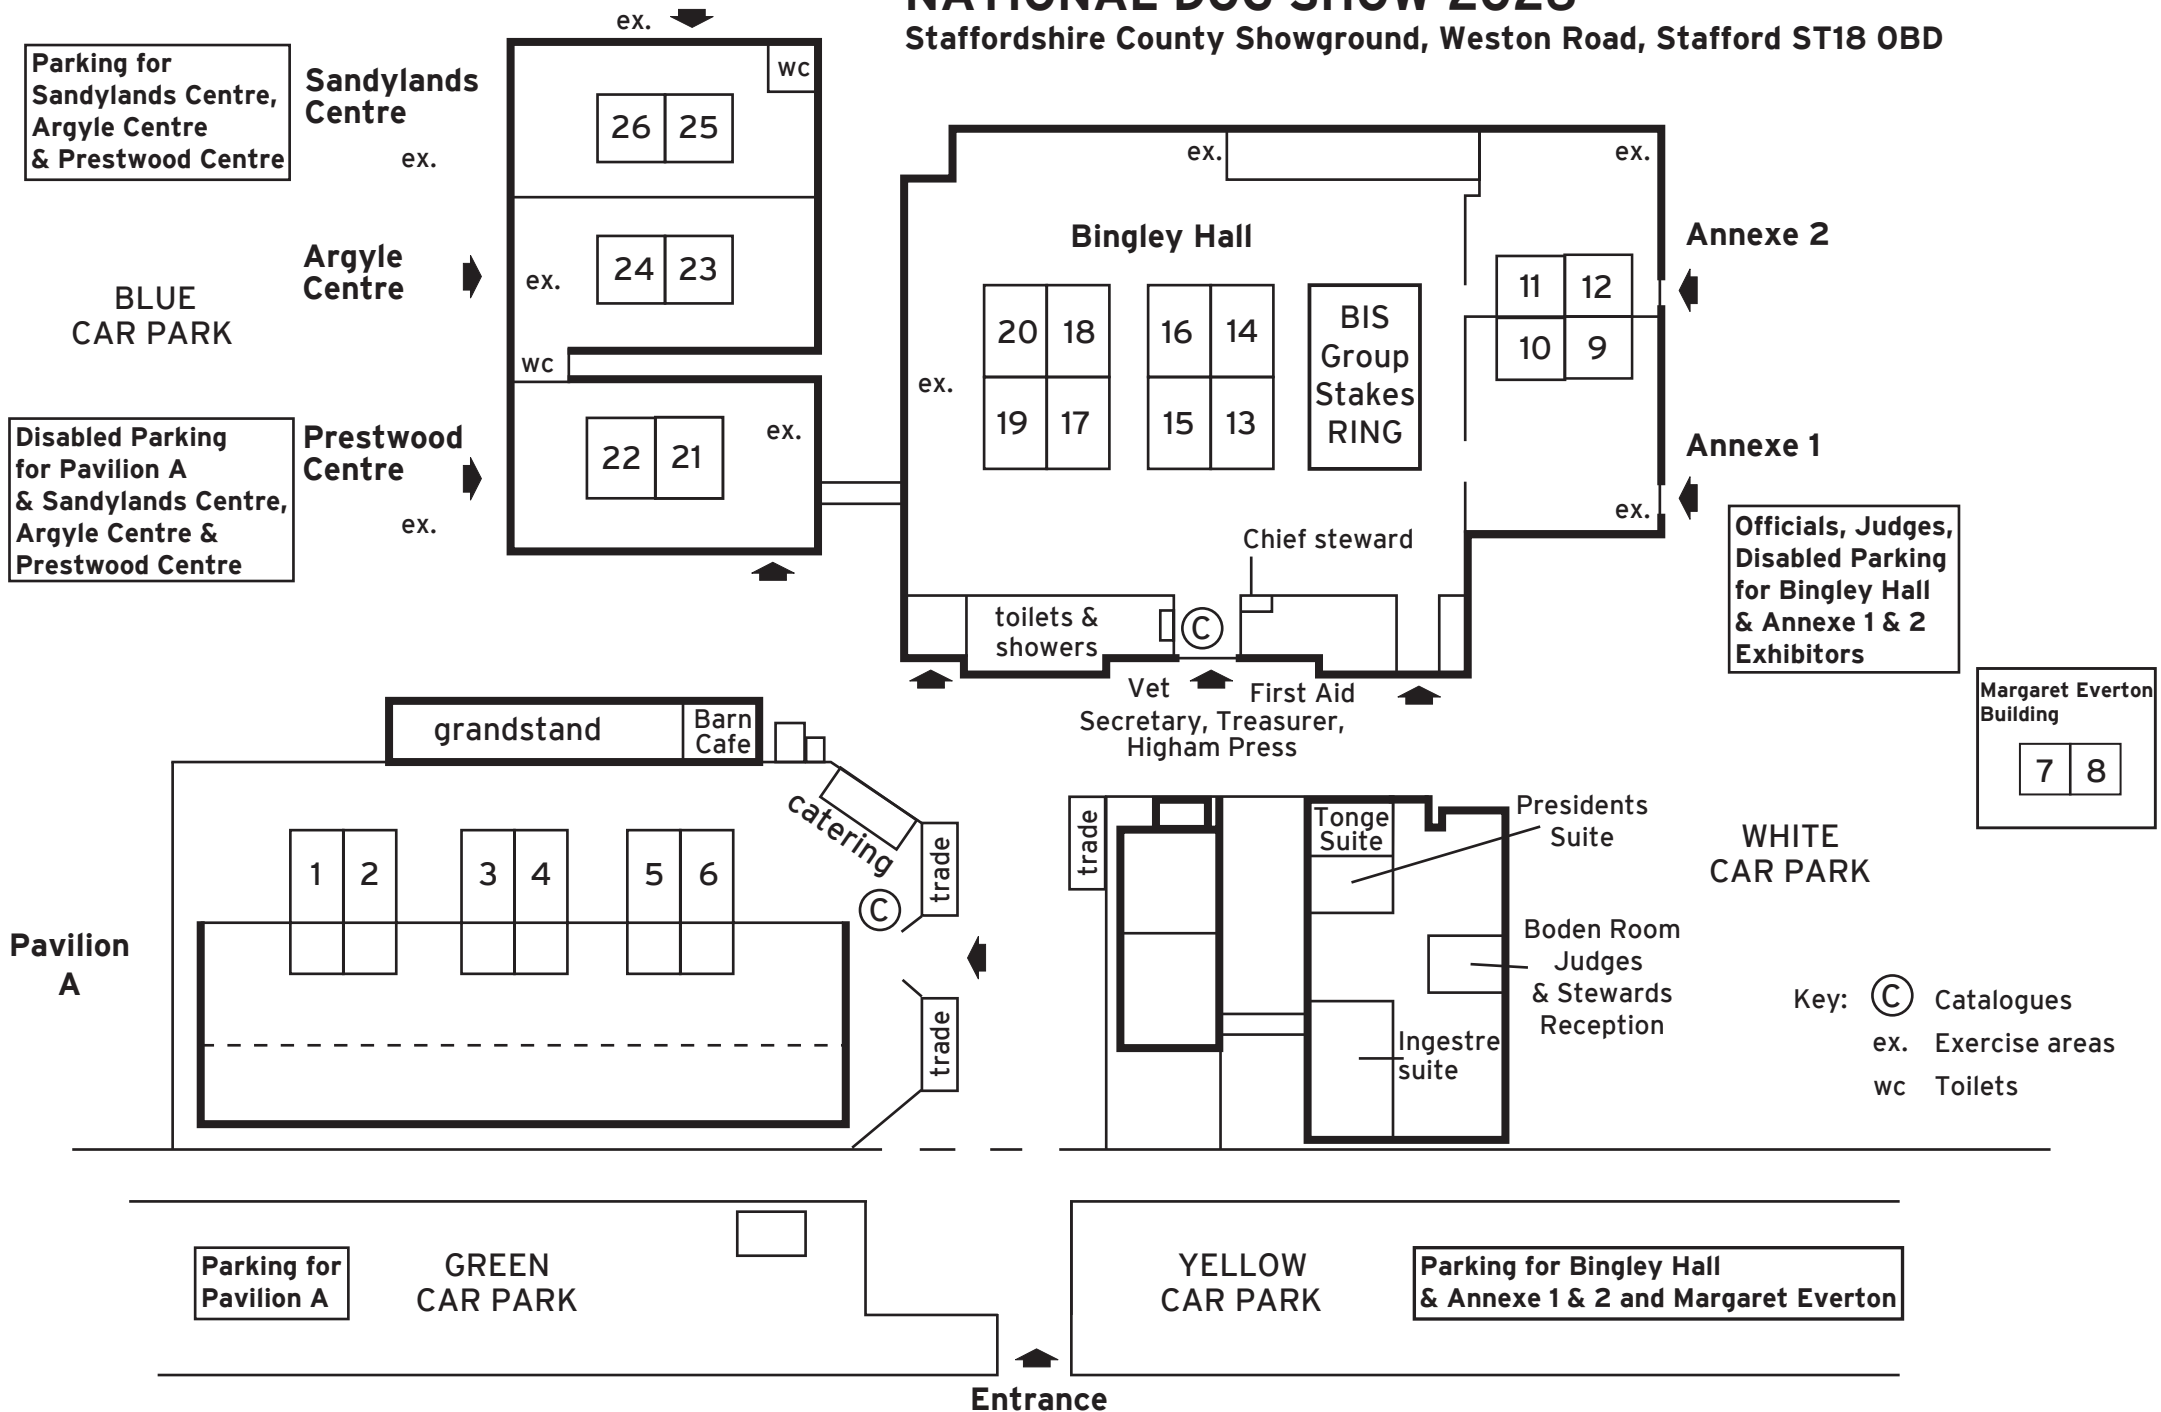 NATIONAL DOG SHOW 2023
Staffordshire County Showground, Weston Road, Stafford ST18 0BD
ex.
Parking for
Sandylands Centre,
Argyle Centre
& Prestwood Centre
Sandylands
Centre
ex.
wc
26 25
Argyle
Centre
ex.
24 23
BLUE
CAR PARK
wc
Disabled Parking
for Pavilion A
& Sandylands Centre,
Argyle Centre &
Prestwood Centre
Prestwood
Centre
ex.
22 21
ex.
Bingley Hall
ex.
ex.
ex.
20 18
19 17
16 14
15 13
BIS
Group
Stakes
RING
11 12
10 9
Annexe 2
Annexe 1
ex.
Chief steward
toilets &
showers
C
Vet
First Aid
Secretary, Treasurer,
Higham Press
Officials, Judges,
Disabled Parking
for Bingley Hall
& Annexe 1 & 2
Exhibitors
Margaret Everton
Building
7 8
grandstand
Barn
Cafe
catering
trade
C
trade
1 2
3 4
5 6
Pavilion
A
trade
Tonge
Suite
Presidents
Suite
Boden Room
Judges
& Stewards
Reception
Ingestre
suite
WHITE
CAR PARK
Key: C Catalogues
ex. Exercise areas
wc Toilets
Parking for
Pavilion A
GREEN
CAR PARK
YELLOW
CAR PARK
Parking for Bingley Hall
& Annexe 1 & 2 and Margaret Everton
Entrance